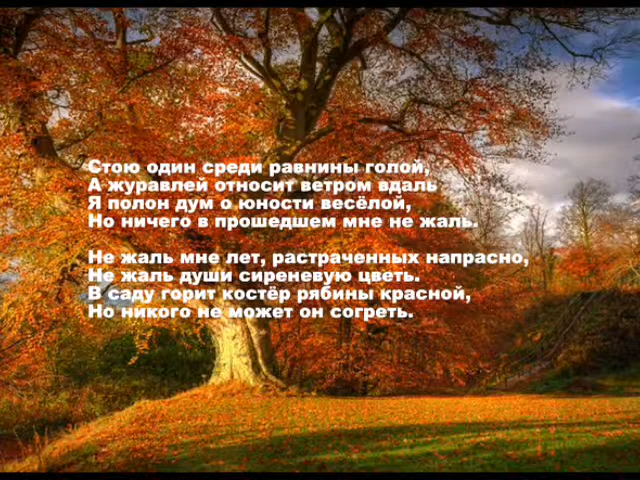 Стою один среди равнины голой,
А журавлей относит ветром вдаль
Я полон дум о юности весёлой,
Но ничего в прошедшем мне не жаль.
Не жаль мне лет, растраченных напрасно,
Не жаль души сиреневую цветь.
В саду горит костёр рябины красной,
Но никого не может он согреть.